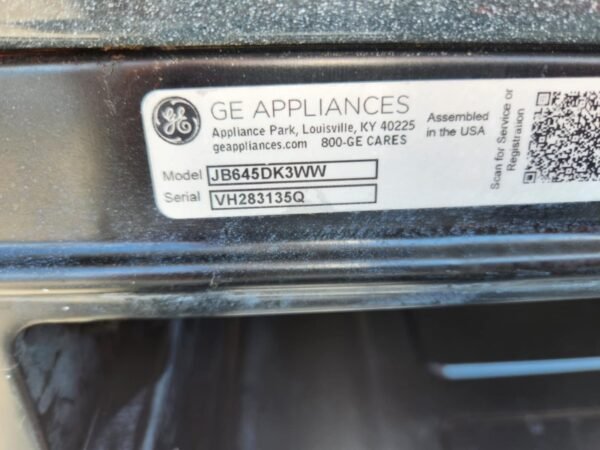 GE APPLIANCES
Appliance Park, Louisville, KY 40225
geappliances.com 800-GE CARES
Assembled
in the USA
Scan for Service or
Registration
Model JB645DK3WW
Serial VH283135Q